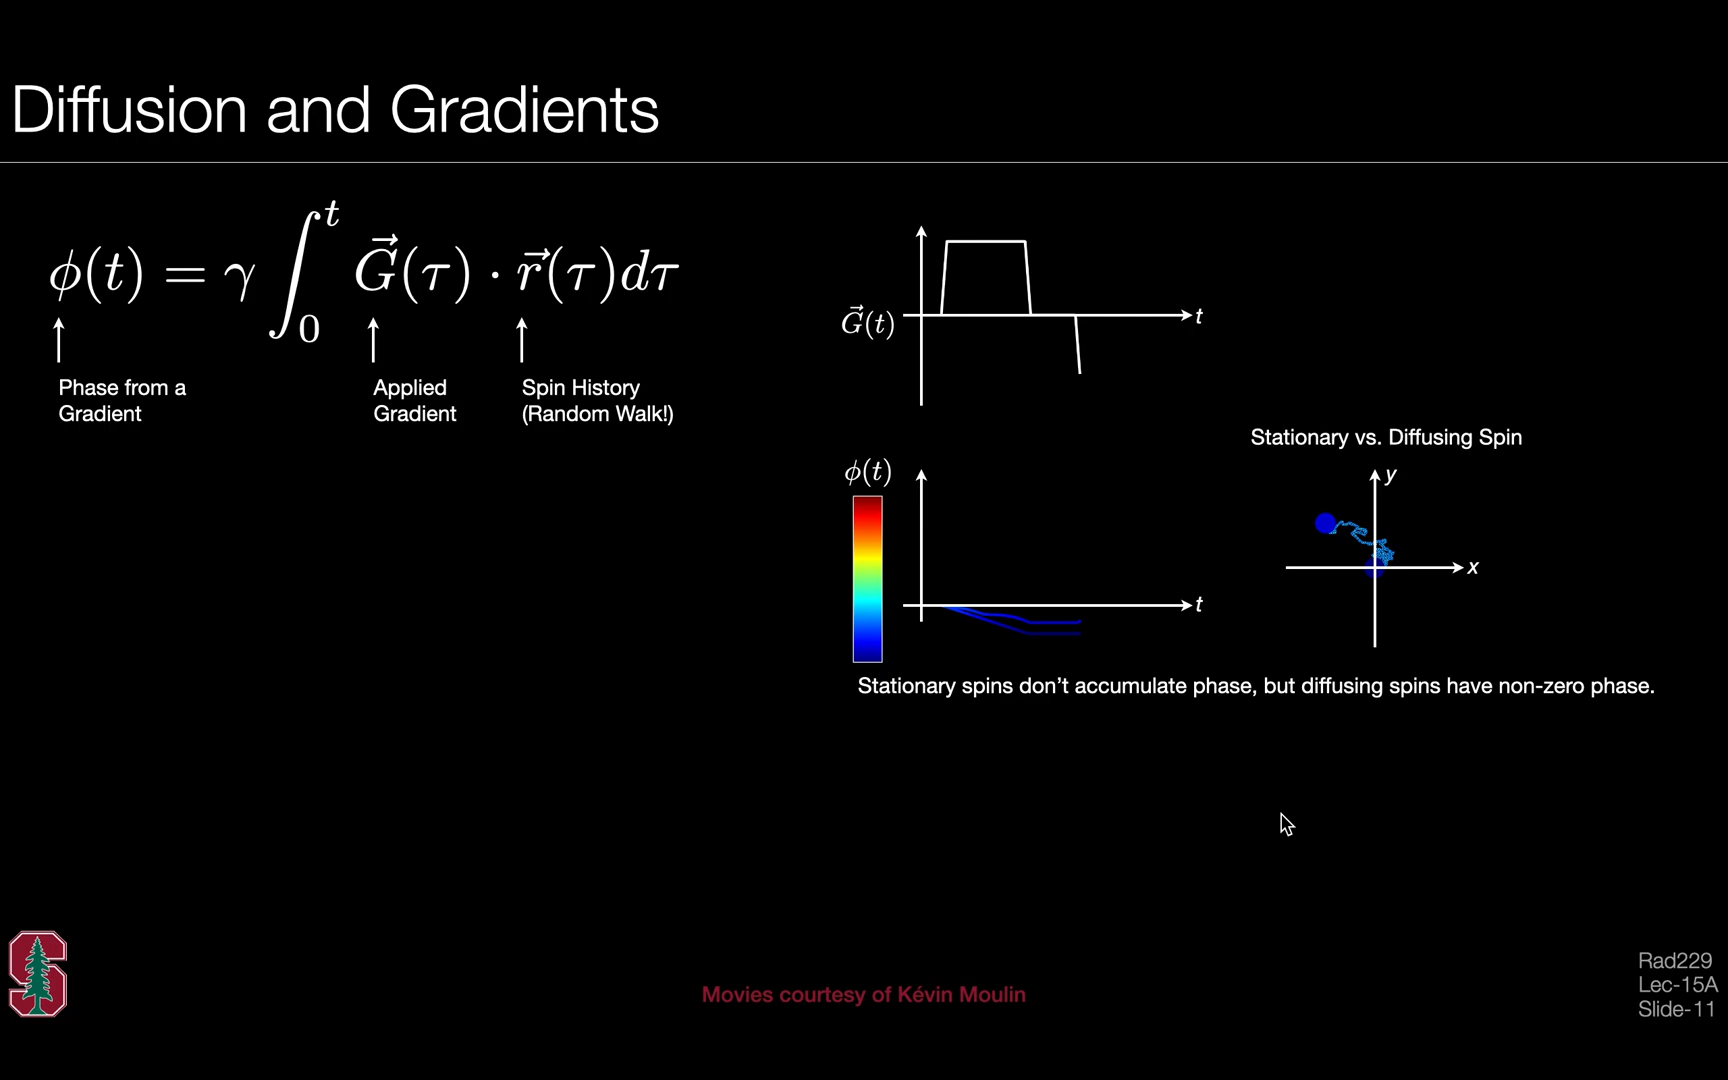 Diffusion and Gradients
ϕ(t) = γ ∫₀ᵗ G⃗(τ) · r⃗(τ)dτ
Phase from a
Gradient
Applied
Gradient
Spin History
(Random Walk!)
G⃗(t)
t
ϕ(t)
t
Stationary vs. Diffusing Spin
y
x
Stationary spins don’t accumulate phase, but diffusing spins have non-zero phase.
Movies courtesy of Kévin Moulin
Rad229
Lec-15A
Slide-11